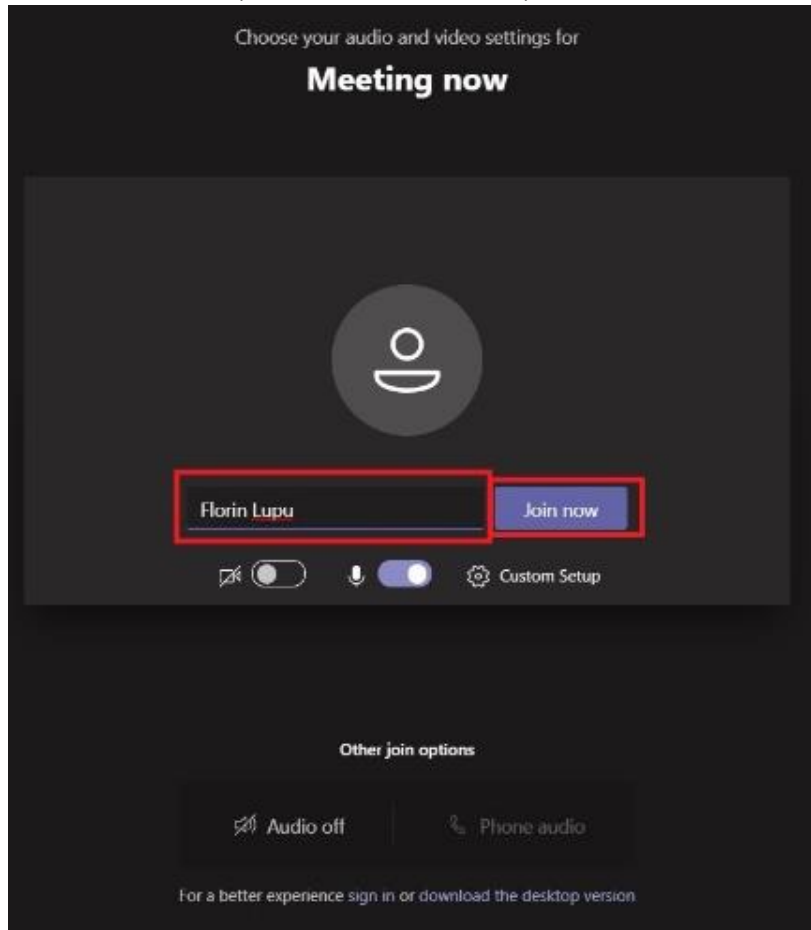 Choose your audio and video settings for
Meeting now
Florin Lupu
Join now
Custom Setup
Other join options
Audio off
Phone audio
For a better experience sign in or download the desktop version